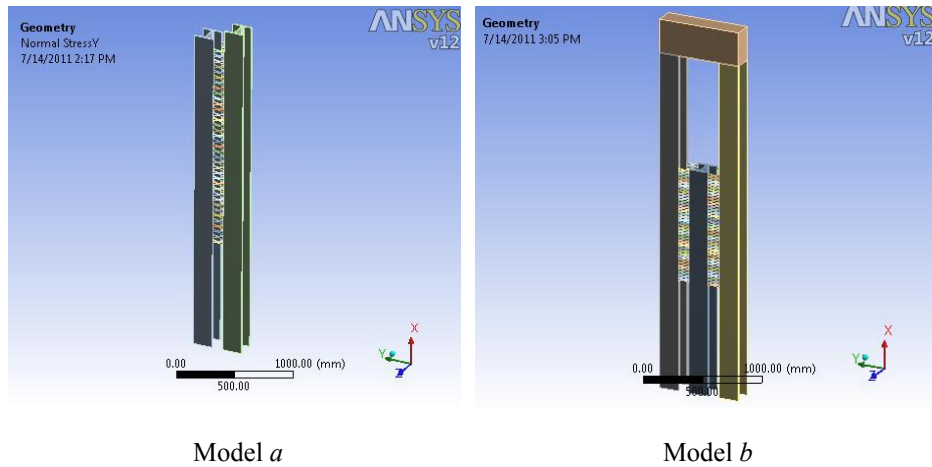 Geometry
Normal StressY
7/14/2011 2:17 PM
ANSYS
v12
X
Y
Z
0.00
1000.00 (mm)
500.00
Model a
Geometry
7/14/2011 3:05 PM
ANSYS
v12
X
Y
Z
0.00
1000.00 (mm)
500.00
Model b